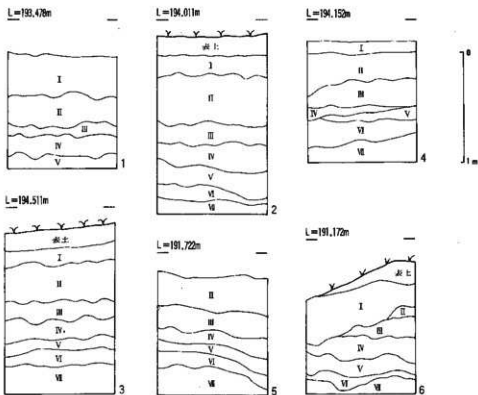 L=193.478m
I
II
III
IV
V
1
L=194.011m
表土
I
II
III
IV
V
VI
VII
2
L=194.152m
I
II
III
IV
V
VI
VII
4
0
1m
L=194.511m
表土
I
II
III
IV
V
VI
VII
3
L=191.722m
II
III
IV
V
VI
VII
5
L=191.172m
表土
I
II
III
IV
V
VI
VII
6